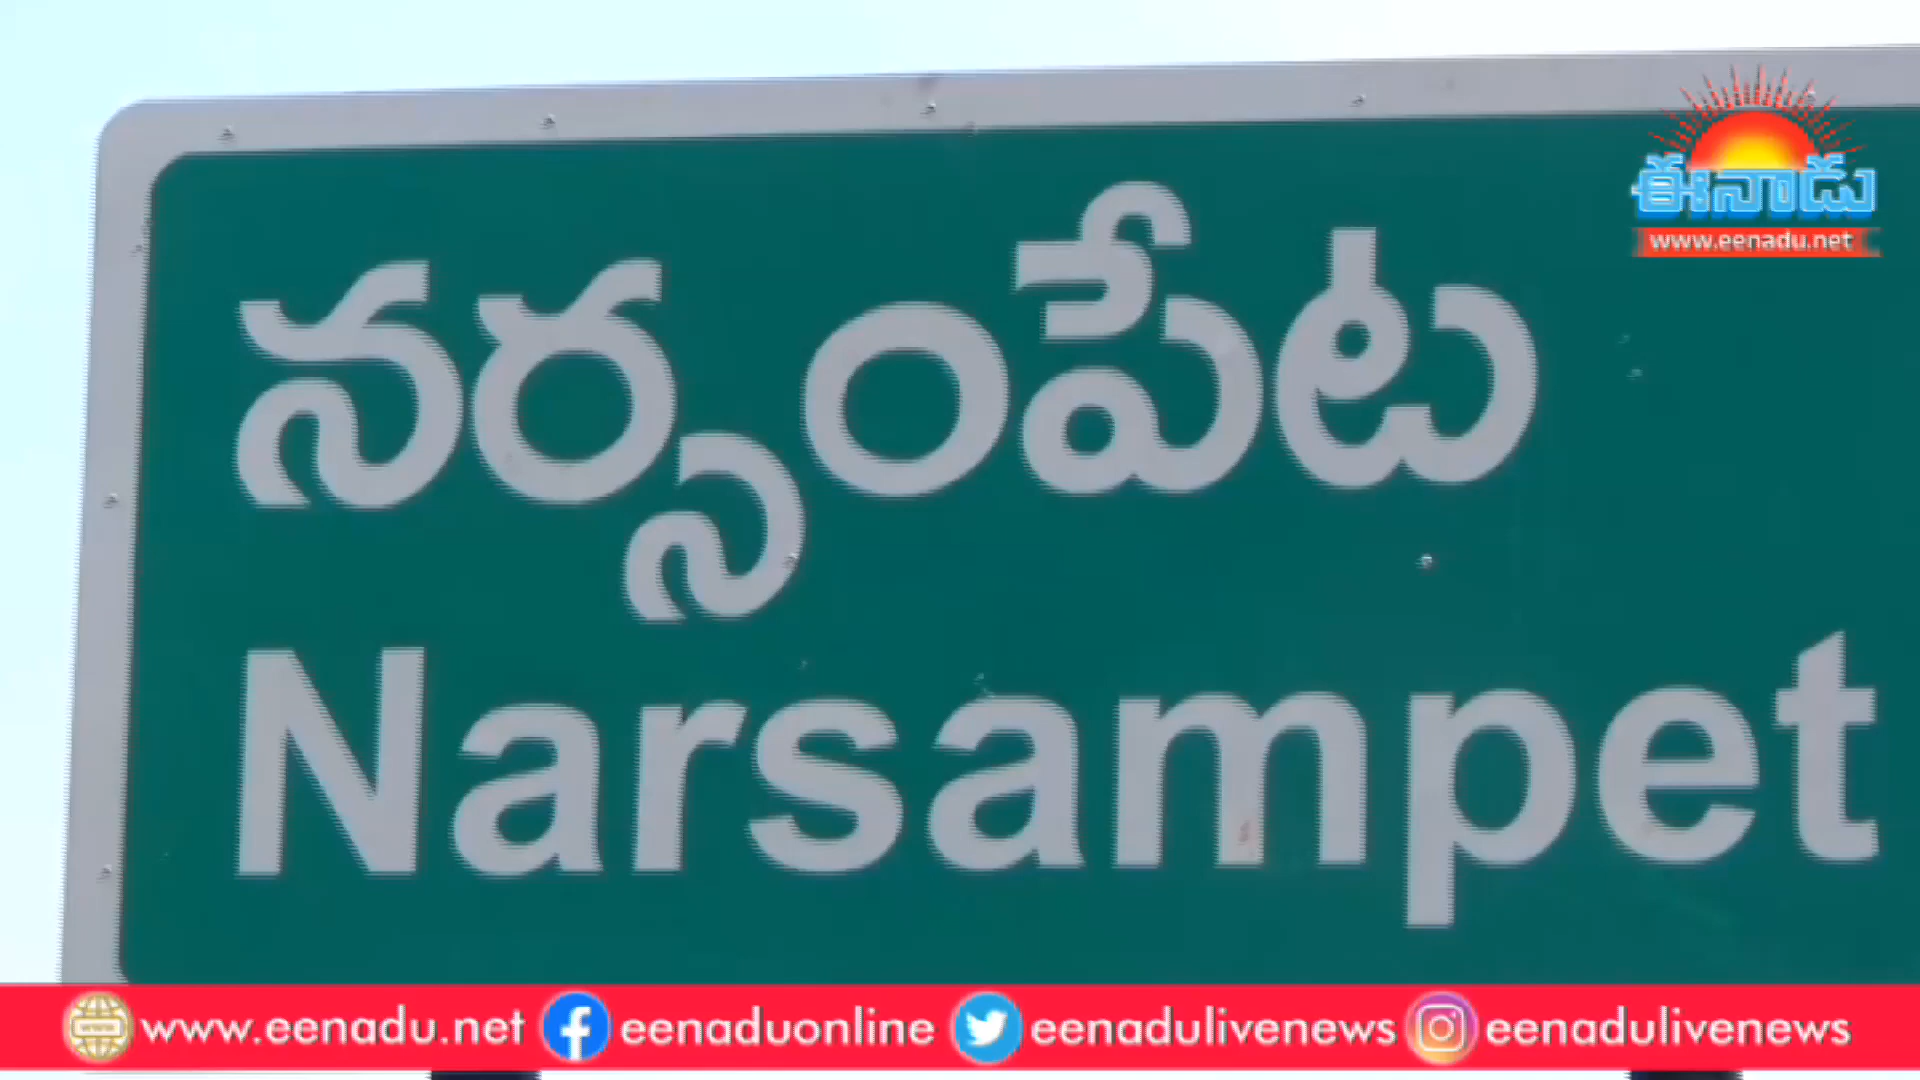 ఈనాడు
www.eenadu.net
నర్సంపేట
Narsampet
www.eenadu.net eenaduonline eenadulivenews eenadulivenews